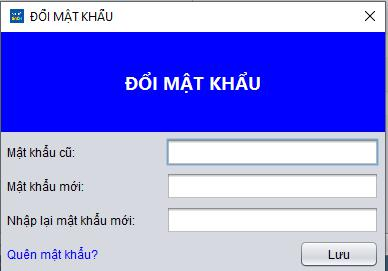 ĐỔI MẬT KHẨU
ĐỔI MẬT KHẨU
Mật khẩu cũ:
Mật khẩu mới:
Nhập lại mật khẩu mới:
Quên mật khẩu?
Lưu